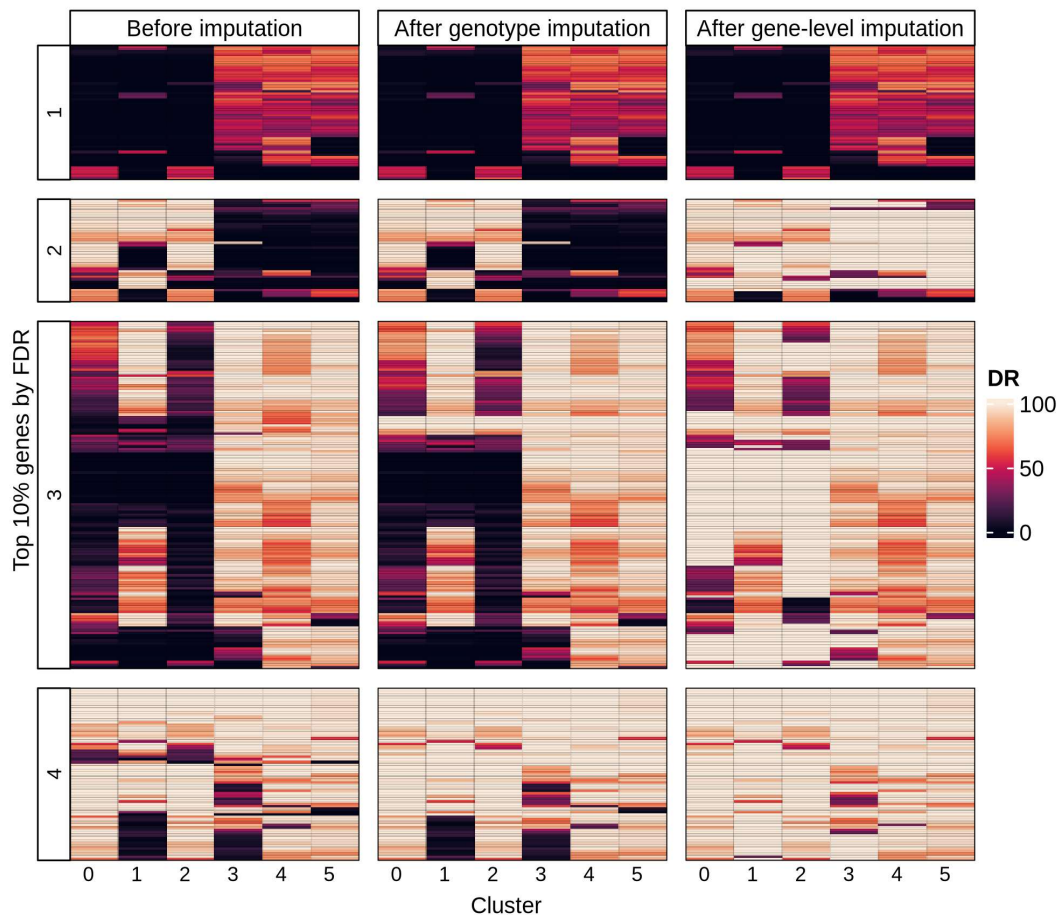 Before imputation
After genotype imputation
After gene-level imputation
1
2
3
4
Top 10% genes by FDR
DR
100
50
0
0 1 2 3 4 5
0 1 2 3 4 5
0 1 2 3 4 5
Cluster